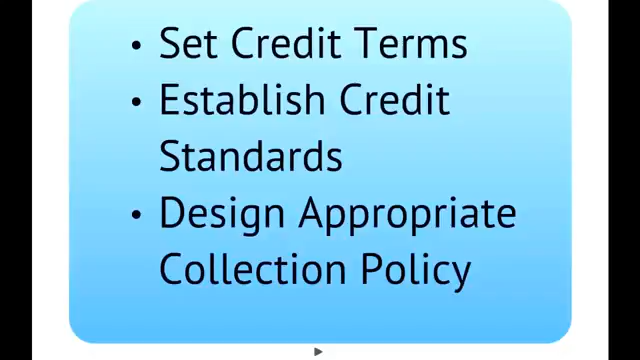 • Set Credit Terms
• Establish Credit
Standards
• Design Appropriate
Collection Policy